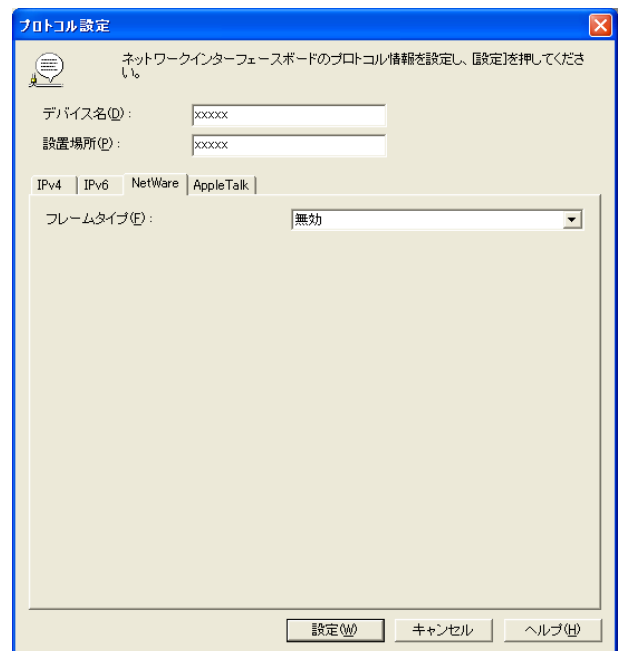 プロトコル設定
ネットワークインターフェースボードのプロトコル情報を設定し、[設定]を押してくださ
い。
デバイス名(D):
xxxxx
設置場所(P):
xxxxx
IPv4 IPv6 NetWare AppleTalk
フレームタイプ(F):
無効
設定(W) キャンセル ヘルプ(H)